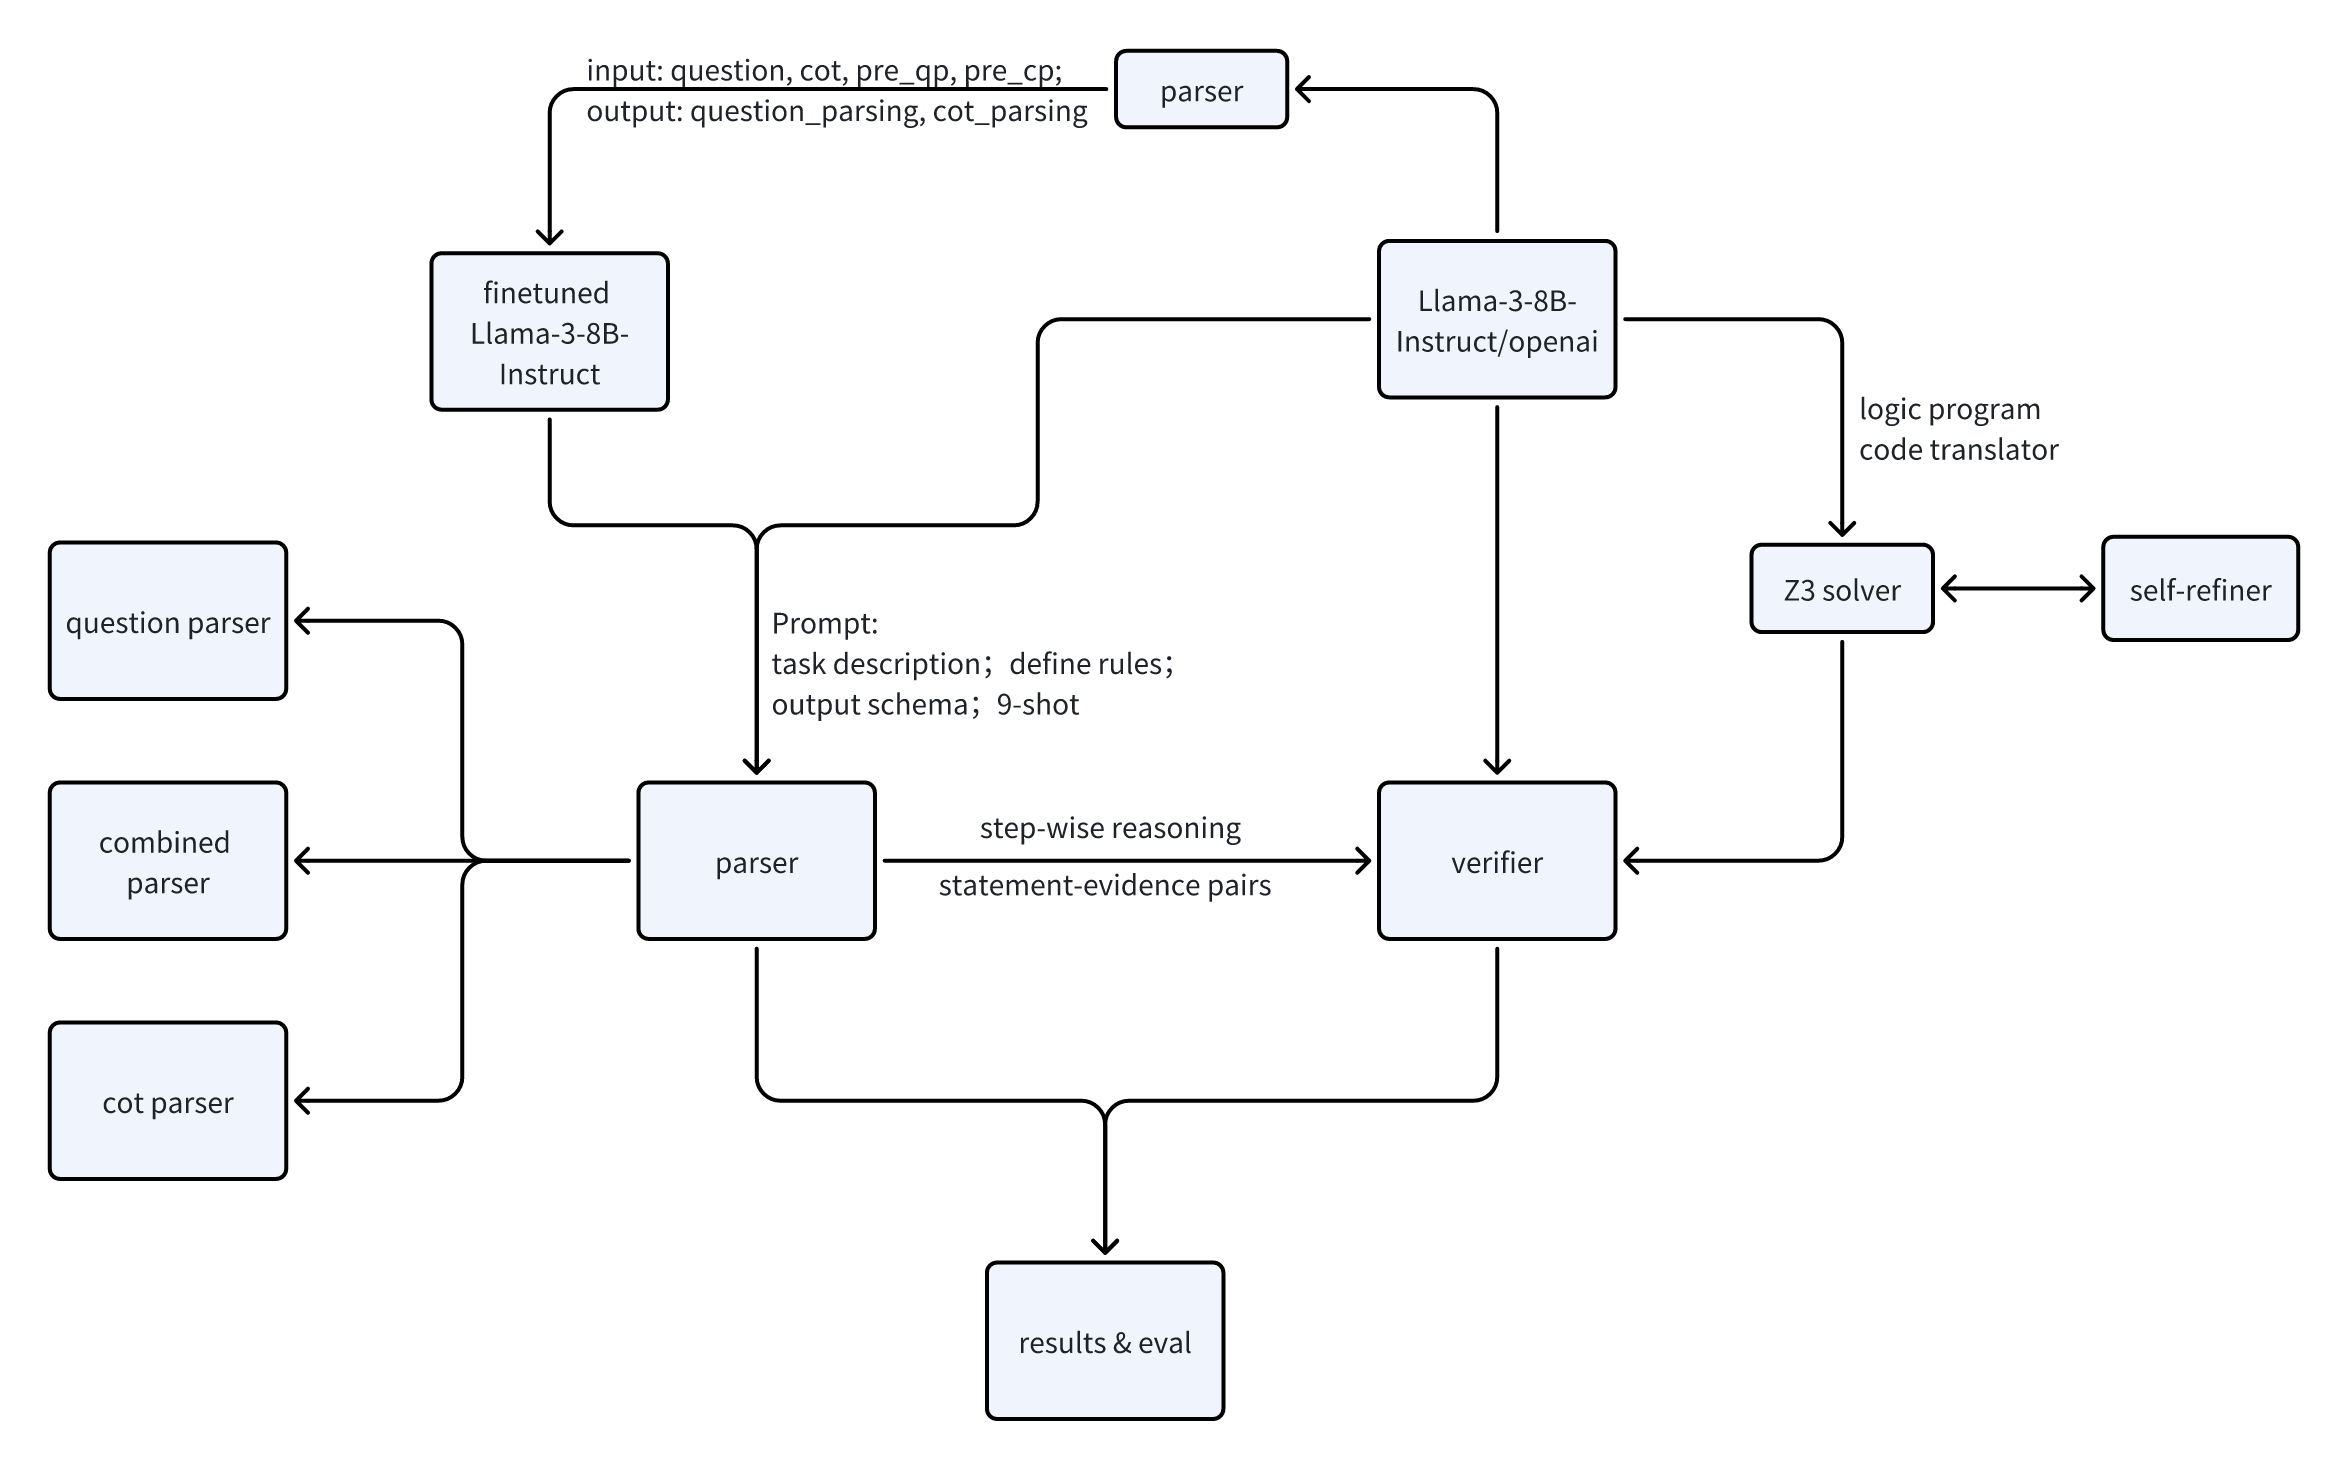 input: question, cot, pre_qp, pre_cp;
output: question_parsing, cot_parsing
parser
finetuned
Llama-3-8B-
Instruct
Llama-3-8B-
Instruct/openai
logic program
code translator
question parser
Prompt:
task description；define rules；
output schema；9-shot
Z3 solver
self-refiner
combined
parser
parser
step-wise reasoning
statement-evidence pairs
verifier
cot parser
results & eval